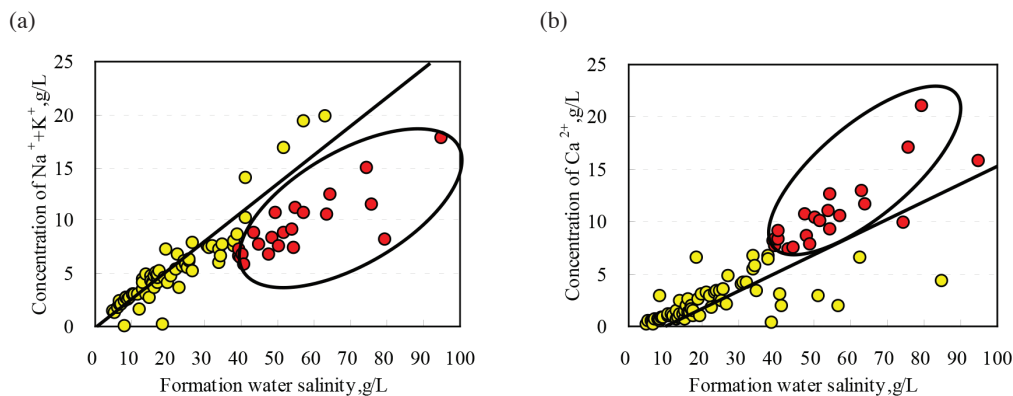 (a)
(b)
Concentration of Na⁺+K⁺,g/L
25
20
15
10
5
0
0 10 20 30 40 50 60 70 80 90 100
Formation water salinity,g/L
Concentration of Ca²⁺,g/L
25
20
15
10
5
0
0 10 20 30 40 50 60 70 80 90 100
Formation water salinity,g/L